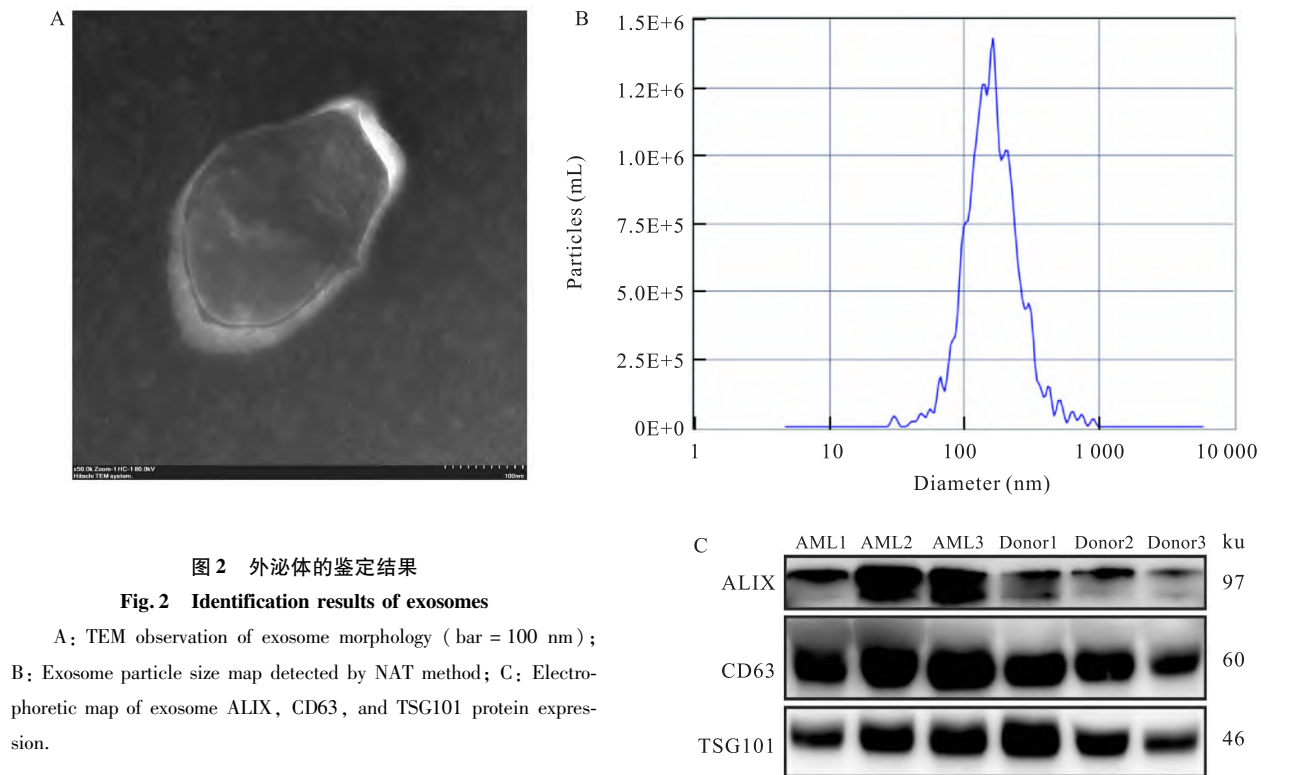 A
x50.0k Zoom-1 HC-1 80.0kV
Hitachi TEM system.
100nm
B
1.5E+6
1.2E+6
1.0E+6
7.5E+5
5.0E+5
2.5E+5
0E+0
Particles (mL)
1 10 100 1 000 10 000
Diameter (nm)
图 2 外泌体的鉴定结果
Fig. 2 Identification results of exosomes
A: TEM observation of exosome morphology (bar = 100 nm);
B: Exosome particle size map detected by NAT method; C: Electro-
phoretic map of exosome ALIX, CD63, and TSG101 protein expres-
sion.
C
AML1 AML2 AML3 Donor1 Donor2 Donor3 ku
ALIX 97
CD63 60
TSG101 46